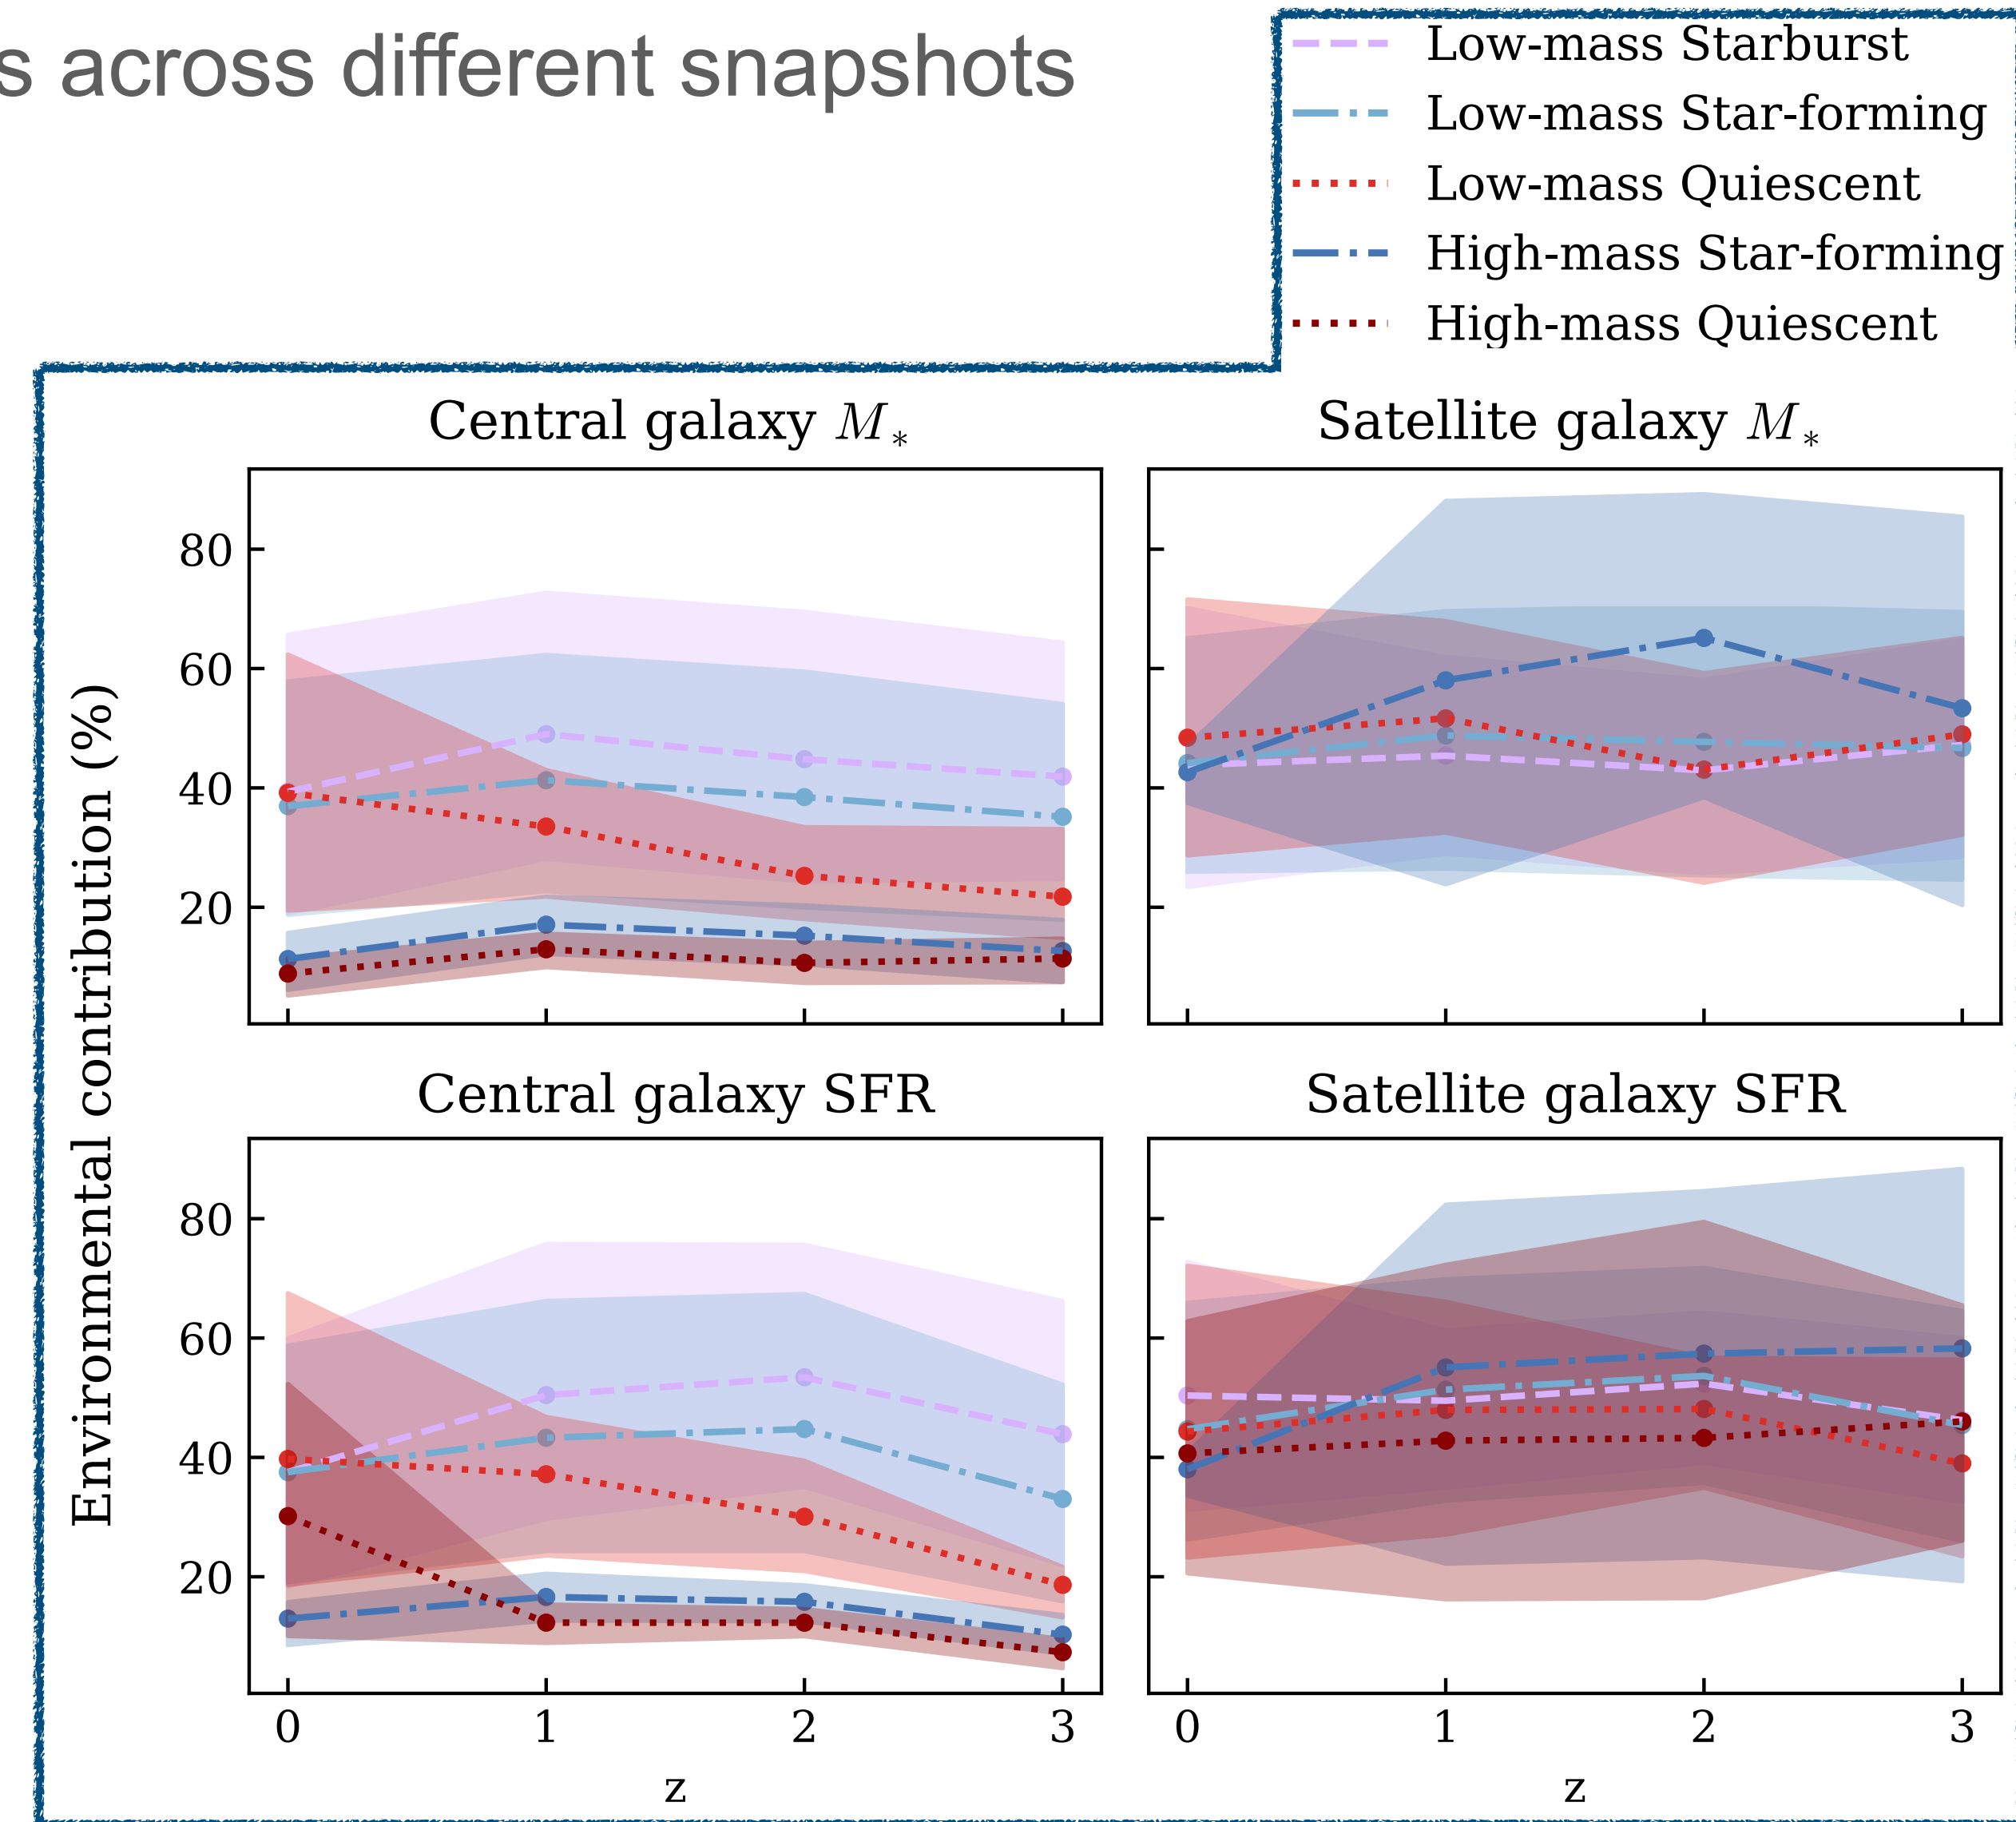 s across different snapshots
Low-mass Starburst
Low-mass Star-forming
Low-mass Quiescent
High-mass Star-forming
High-mass Quiescent
Central galaxy M*
Satellite galaxy M*
80
60
40
20
Environmental contribution (%)
Central galaxy SFR
Satellite galaxy SFR
80
60
40
20
0 1 2 3
0 1 2 3
z
z